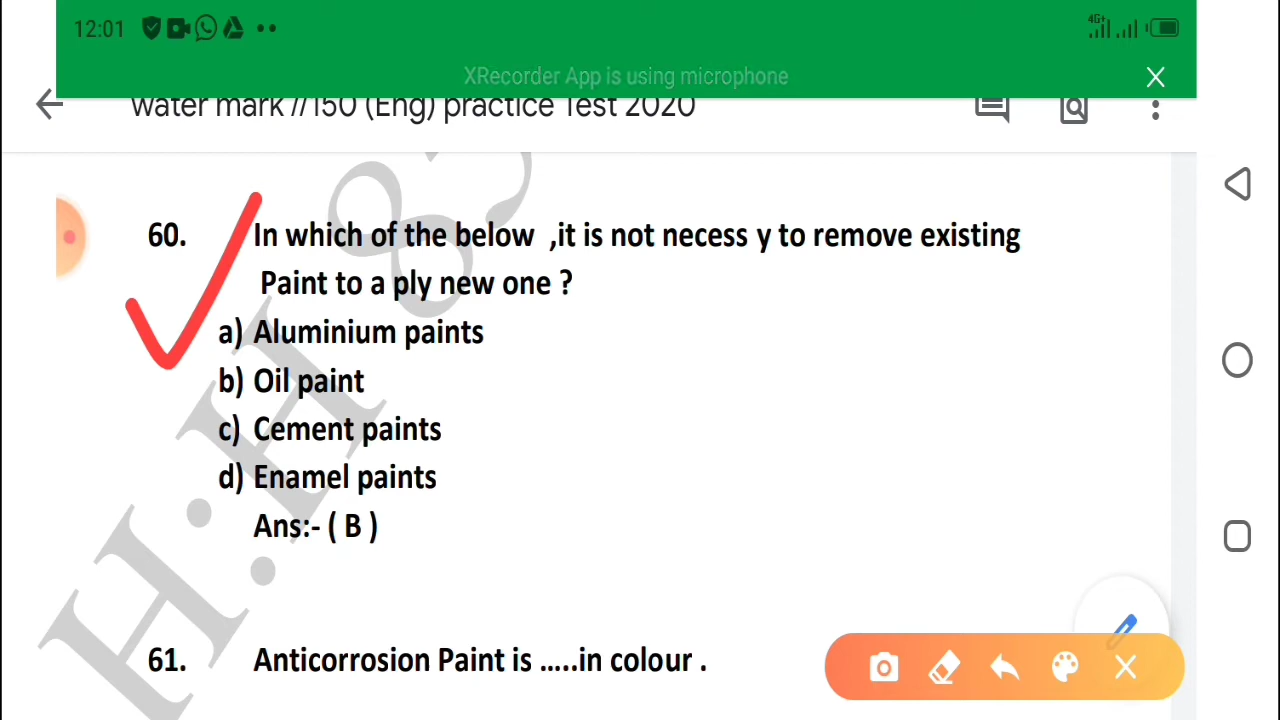 12:01
4G+
XRecorder App is using microphone
water mark //150 (Eng) practice Test 2020
60. In which of the below ,it is not necess y to remove existing
Paint to a ply new one ?
a) Aluminium paints
b) Oil paint
c) Cement paints
d) Enamel paints
Ans:- ( B )
61. Anticorrosion Paint is .....in colour .
H.H 8